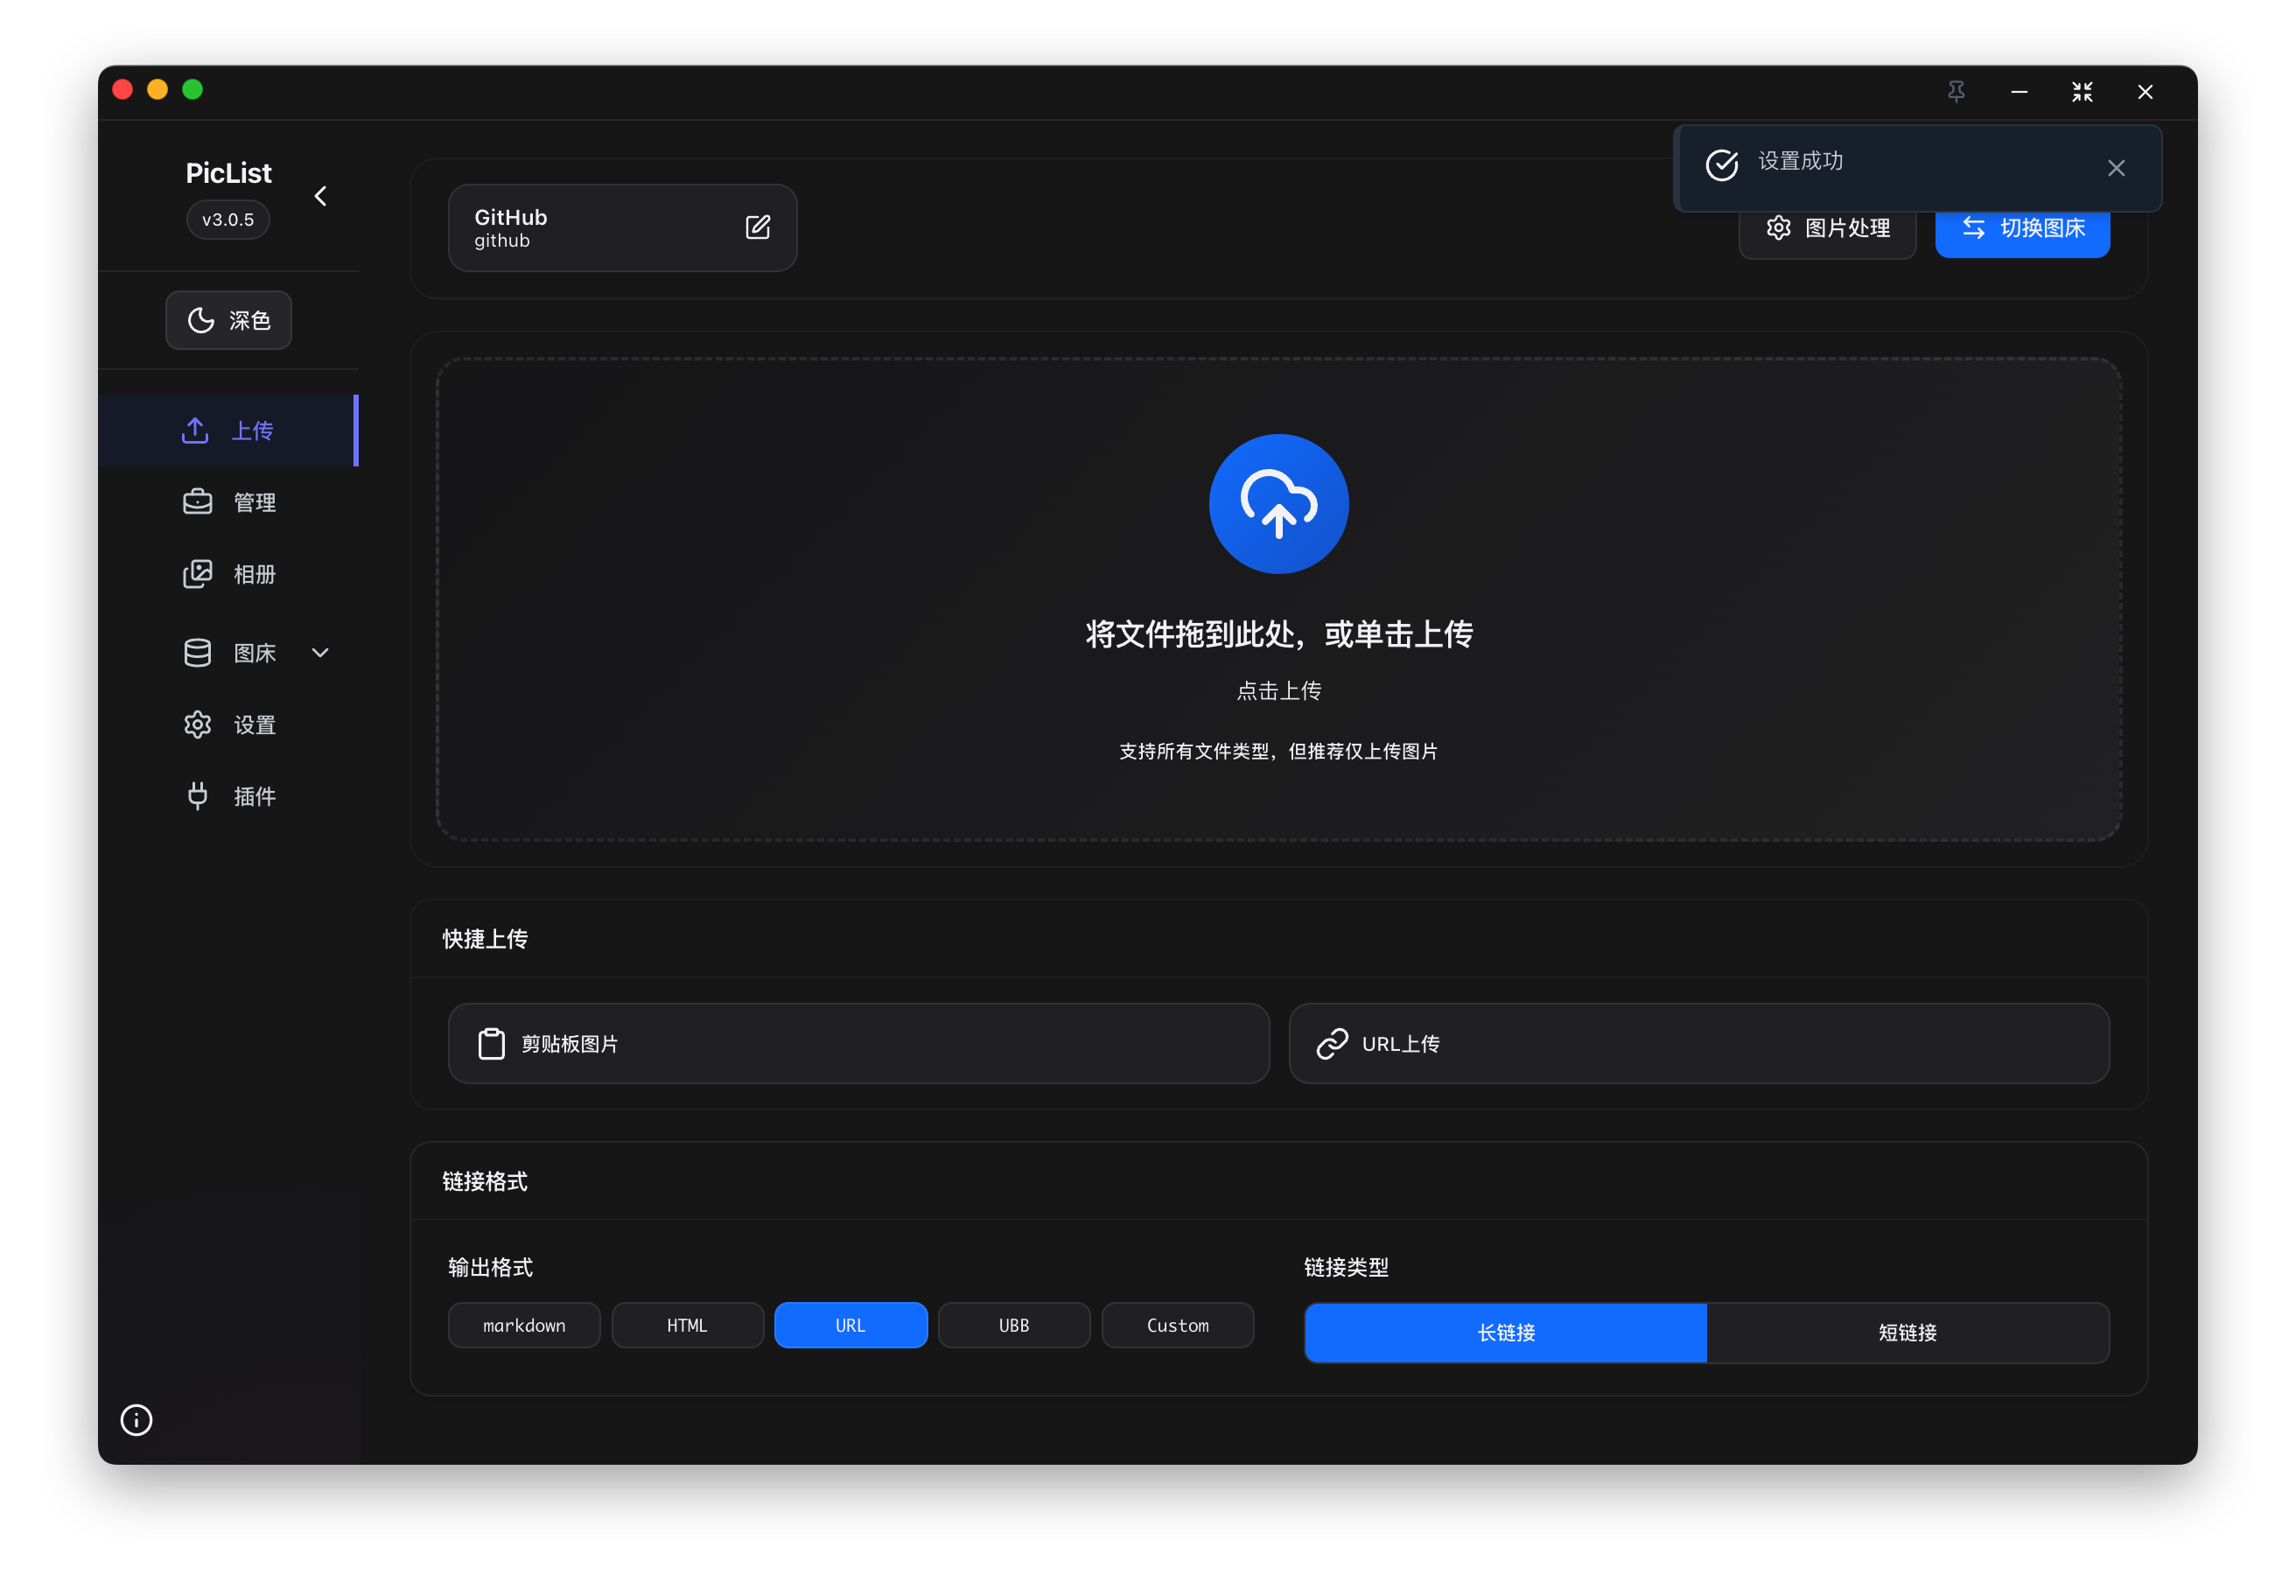 PicList
v3.0.5
深色
上传
管理
相册
图床
设置
插件
设置成功
GitHub
github
图片处理
切换图床
将文件拖到此处，或单击上传
点击上传
支持所有文件类型，但推荐仅上传图片
快捷上传
剪贴板图片
URL上传
链接格式
输出格式
markdown
HTML
URL
UBB
Custom
链接类型
长链接
短链接